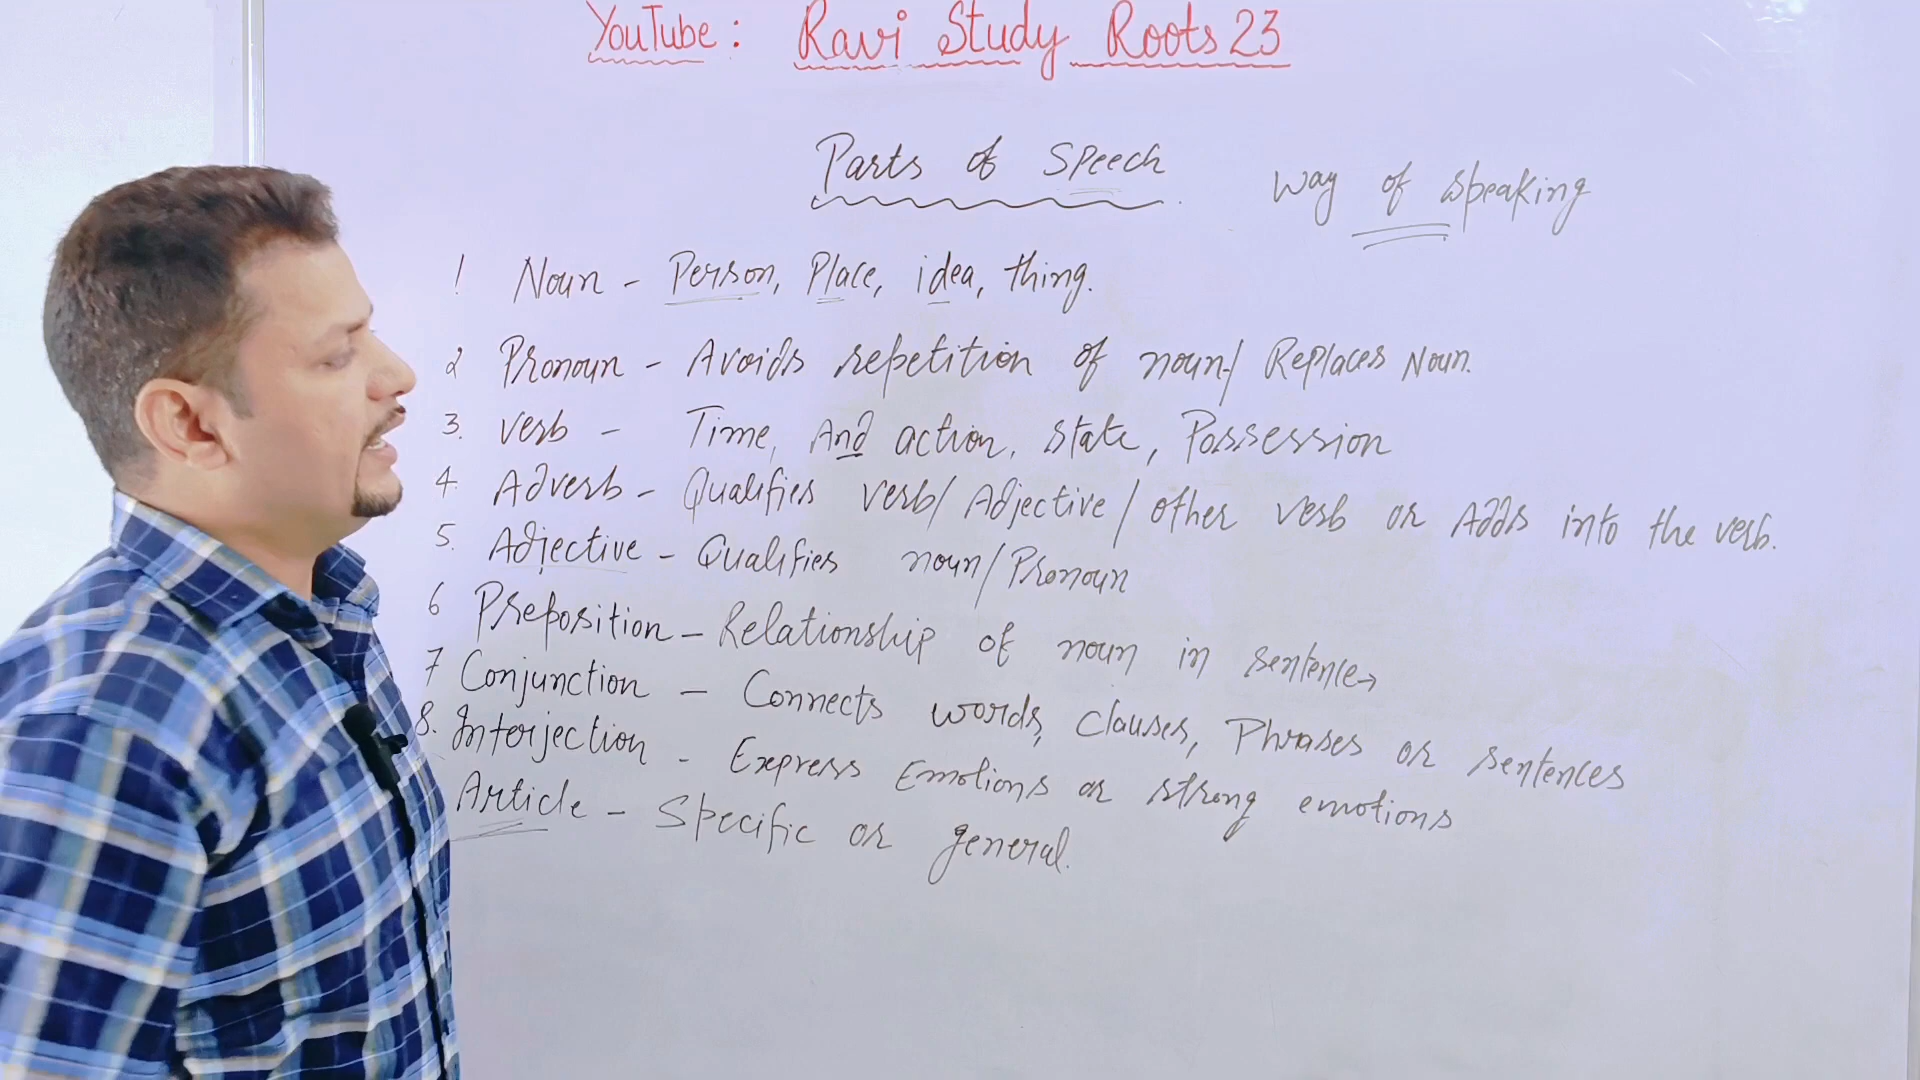 YouTube: Ravi Study Roots 23
Parts of Speech
Way of speaking
1 Noun - Person, Place, idea, thing.
2 Pronoun - Avoids repetition of noun/ Replaces Noun.
3. Verb - Time, And action, state, Possession
4. Adverb - Qualifies verb/ Adjective/ other verb or Adds into the verb.
5. Adjective - Qualifies noun/Pronoun
6 Preposition - Relationship of noun in sentence
7 Conjunction - Connects words, clauses, Phrases or sentences
8. Interjection - Express Emotions or strong emotions
Article - Specific or general.